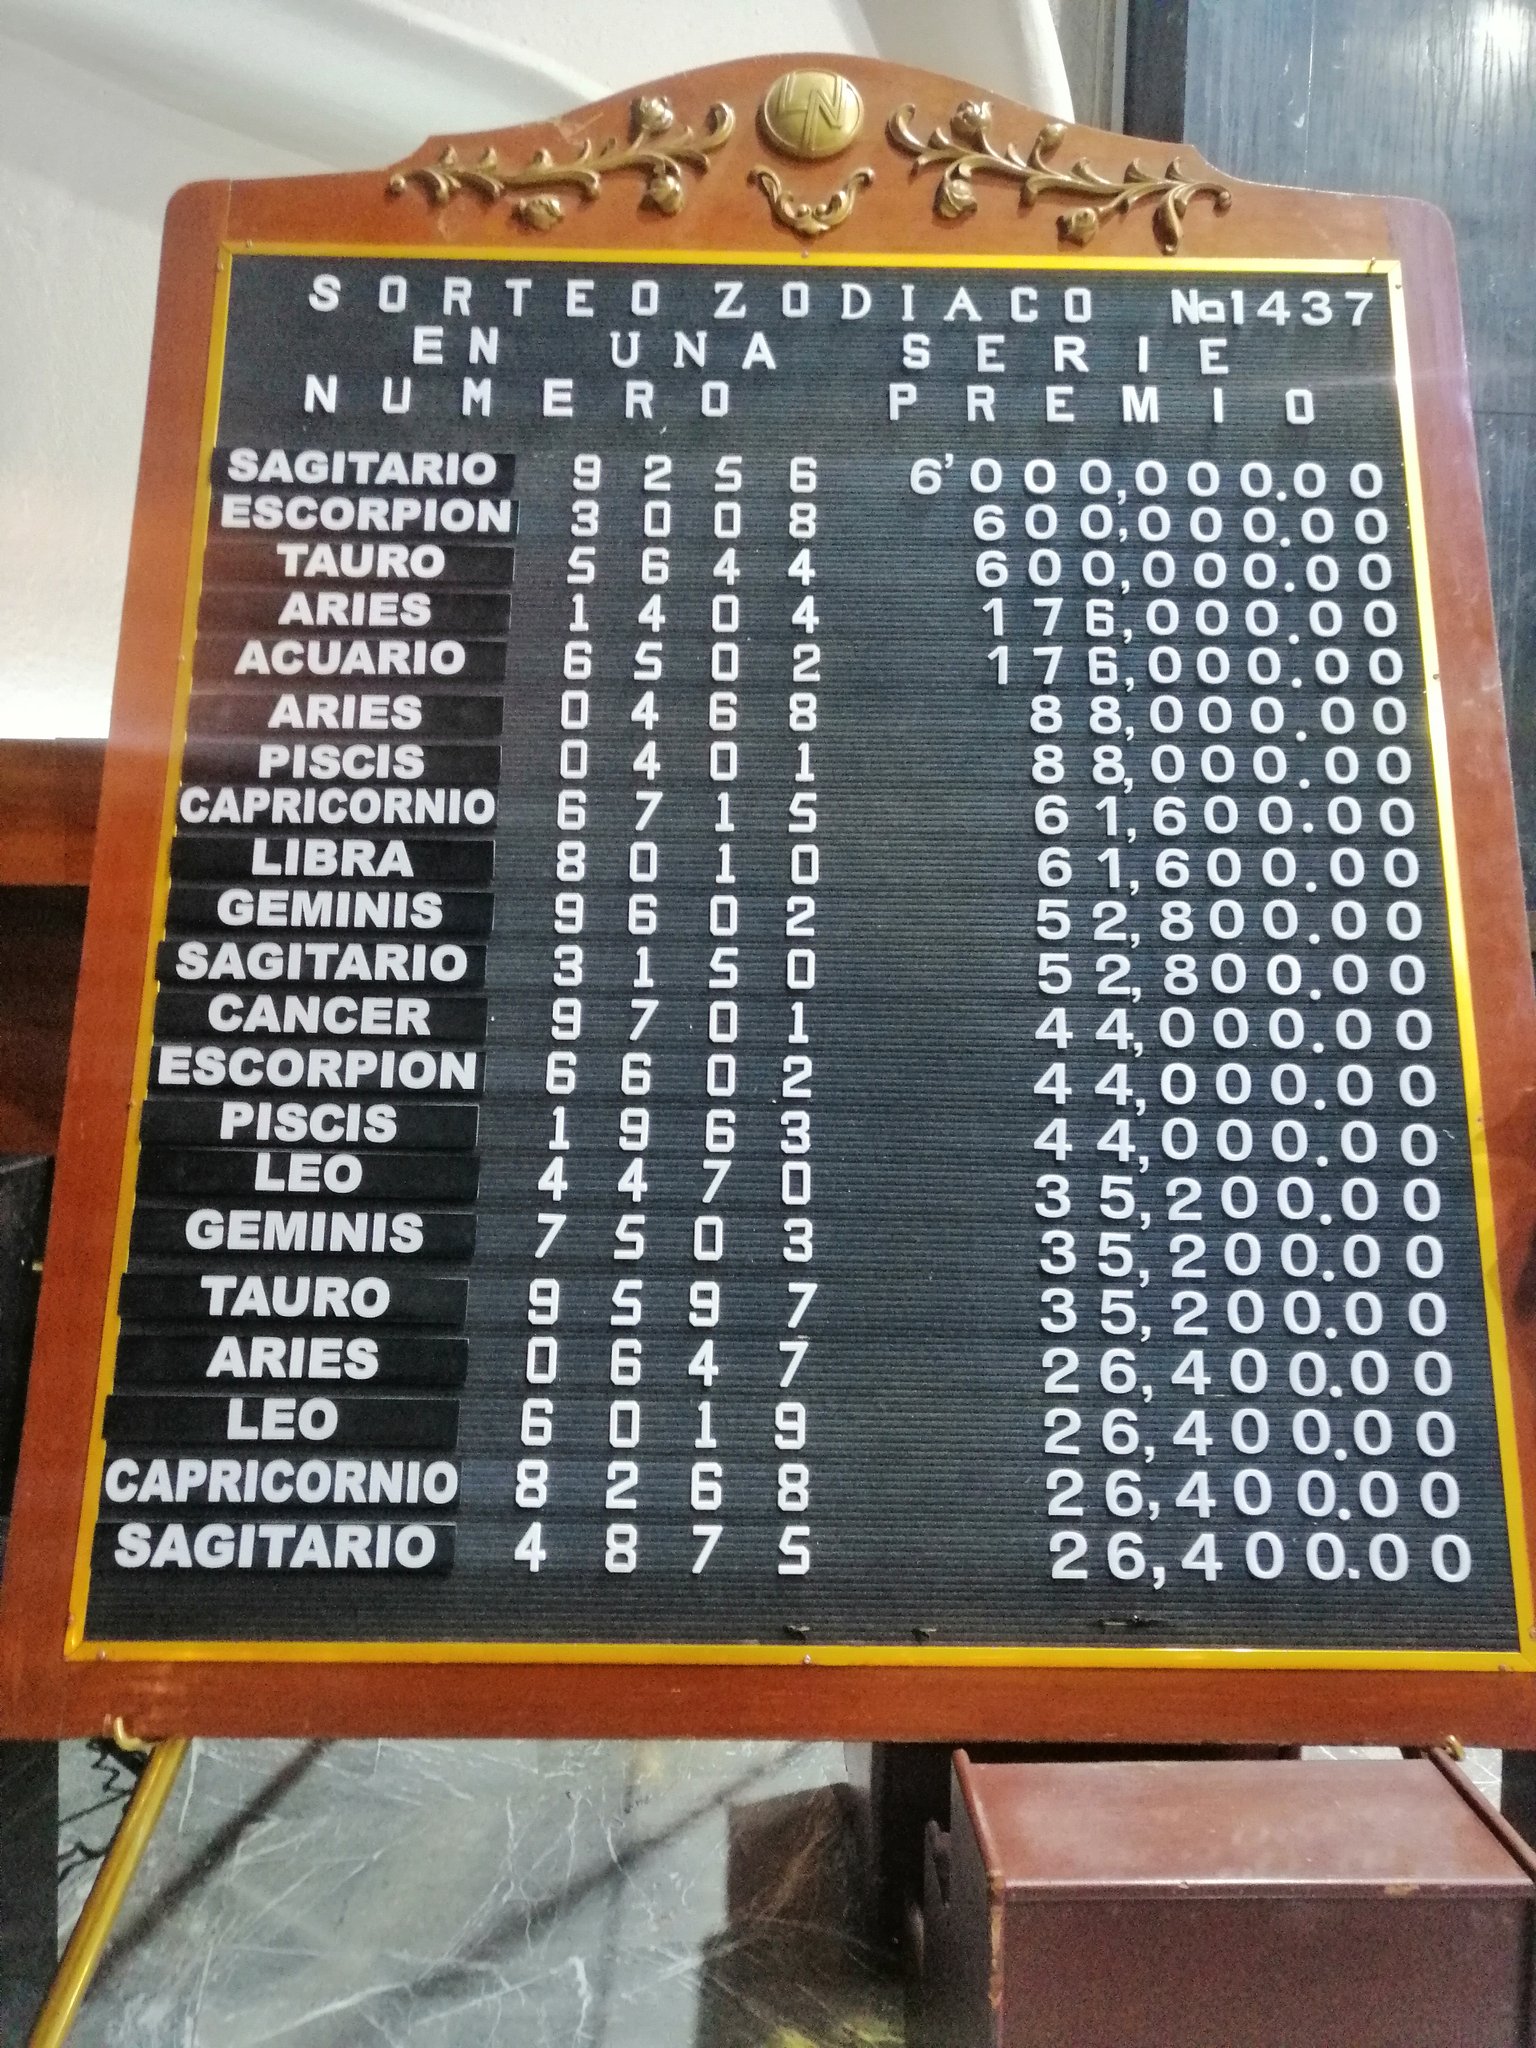 LN
SORTEO ZODIACO No1437
EN UNA SERIE
NUMERO PREMIO
SAGITARIO 9256 6'000,000.00
ESCORPION 3008 600,000.00
TAURO 5644 600,000.00
ARIES 1404 176,000.00
ACUARIO 6502 176,000.00
ARIES 0468 88,000.00
PISCIS 0401 88,000.00
CAPRICORNIO 6715 61,600.00
LIBRA 8010 61,600.00
GEMINIS 9602 52,800.00
SAGITARIO 3150 52,800.00
CANCER 9701 44,000.00
ESCORPION 6602 44,000.00
PISCIS 1963 44,000.00
LEO 4470 35,200.00
GEMINIS 7503 35,200.00
TAURO 9597 35,200.00
ARIES 0647 26,400.00
LEO 6019 26,400.00
CAPRICORNIO 8268 26,400.00
SAGITARIO 4875 26,400.00